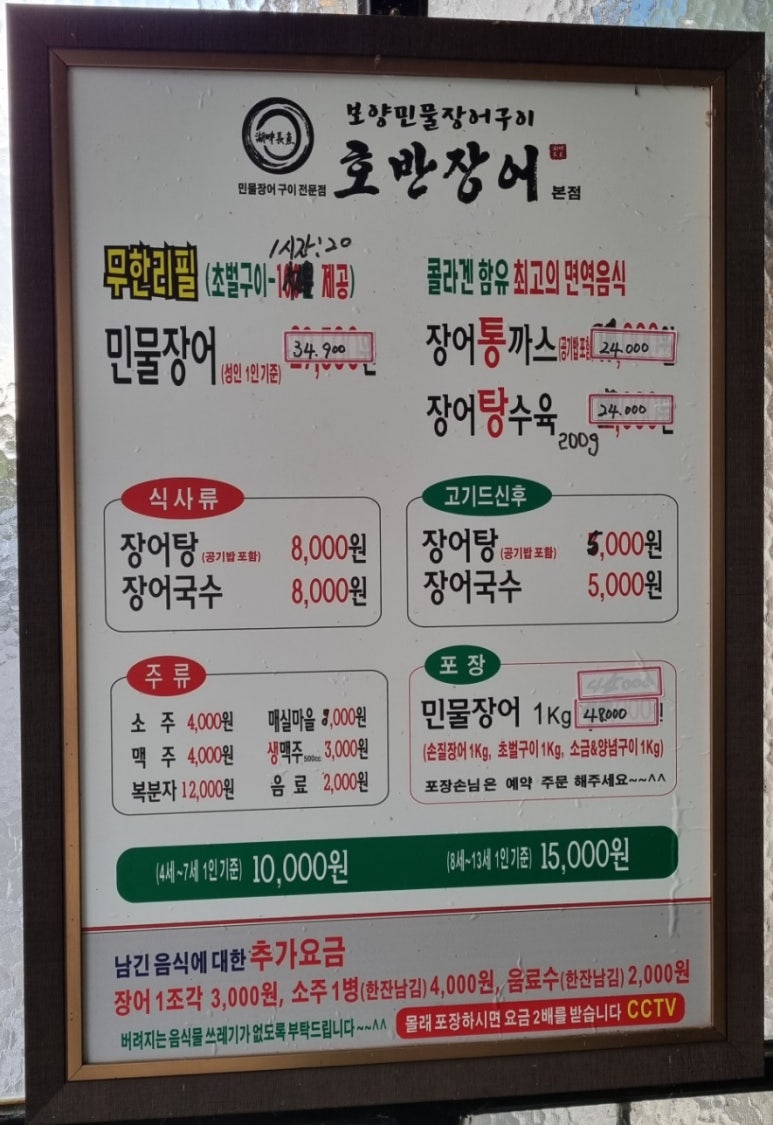 보양민물장어구이
湖畔長魚
호반장어 본점
민물장어 구이 전문점
1시간:20
무한리필 (초벌구이- 제공)
민물장어 (성인 1인 기준) 34.900
콜라겐 함유 최고의 면역음식
장어통까스 (공기밥 포함) 24.000
장어탕수육 24.000
200g
식사류
장어탕 (공기밥 포함) 8,000원
장어국수 8,000원
고기드신후
장어탕 (공기밥 포함) 5,000원
장어국수 5,000원
주류
소주 4,000원 매실마을 ,000원
맥주 4,000원 생맥주 500cc 3,000원
복분자 12,000원 음료 2,000원
포장
44.000
민물장어 1Kg 48000 !
(손질장어 1Kg, 초벌구이 1Kg, 소금&양념구이 1Kg)
포장손님은 예약 주문 해주세요~~^^
(4세~7세 1인 기준) 10,000원 (8세~13세 1인 기준) 15,000원
남긴 음식에 대한 추가요금
장어 1조각 3,000원, 소주 1병(한잔남김) 4,000원, 음료수(한잔남김) 2,000원
버려지는 음식물 쓰레기가 없도록 부탁드립니다~~^^ 몰래 포장하시면 요금 2배를 받습니다 CCTV